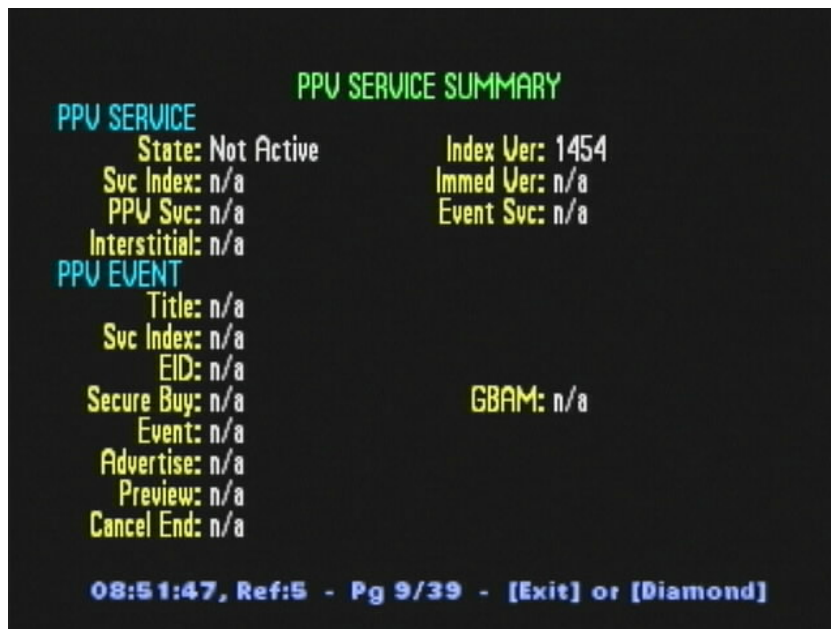 PPV SERVICE SUMMARY
PPV SERVICE
State: Not Active Index Ver: 1454
Svc Index: n/a Immed Ver: n/a
PPV Svc: n/a Event Svc: n/a
Interstitial: n/a
PPV EVENT
Title: n/a
Svc Index: n/a
EID: n/a
Secure Buy: n/a GBAM: n/a
Event: n/a
Advertise: n/a
Preview: n/a
Cancel End: n/a
08:51:47, Ref:5 - Pg 9/39 - [Exit] or [Diamond]